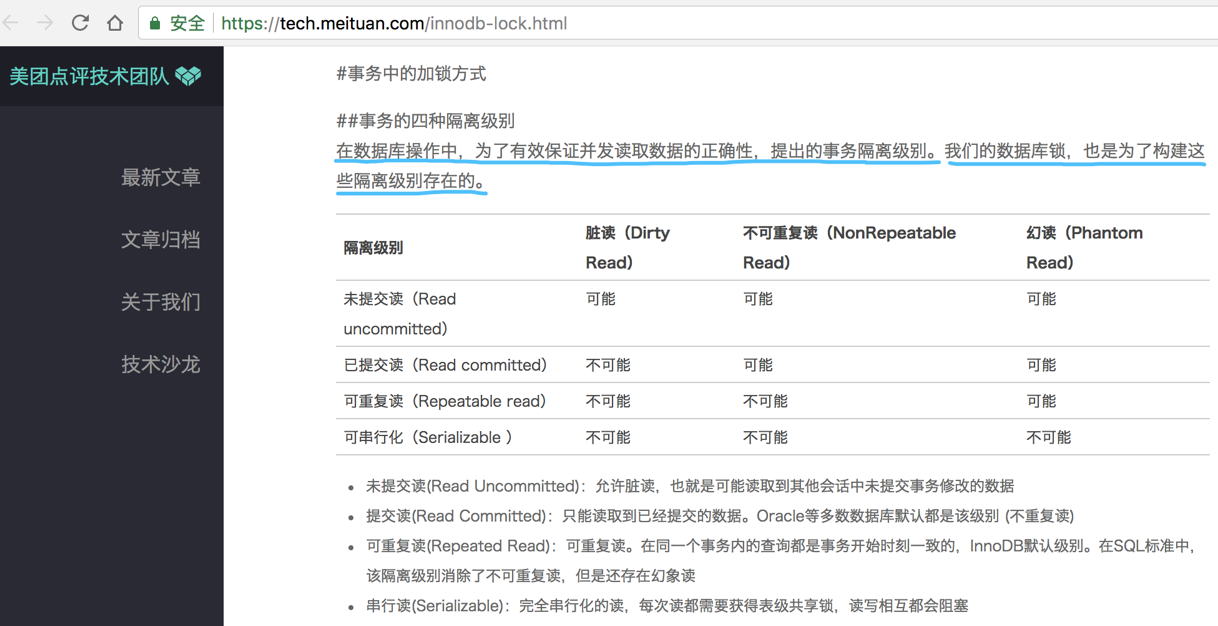 安全 https://tech.meituan.com/innodb-lock.html
美团点评技术团队
最新文章
文章归档
关于我们
技术沙龙
#事务中的加锁方式
##事务的四种隔离级别
在数据库操作中，为了有效保证并发读取数据的正确性，提出的事务隔离级别。我们的数据库锁，也是为了构建这
些隔离级别存在的。
隔离级别 脏读（Dirty Read） 不可重复读（NonRepeatable Read） 幻读（Phantom Read）
未提交读（Read uncommitted） 可能 可能 可能
已提交读（Read committed） 不可能 可能 可能
可重复读（Repeatable read） 不可能 不可能 可能
可串行化（Serializable ） 不可能 不可能 不可能
• 未提交读(Read Uncommitted)：允许脏读，也就是可能读取到其他会话中未提交事务修改的数据
• 提交读(Read Committed)：只能读取到已经提交的数据。Oracle等多数数据库默认都是该级别 (不重复读)
• 可重复读(Repeated Read)：可重复读。在同一个事务内的查询都是事务开始时刻一致的，InnoDB默认级别。在SQL标准中，
该隔离级别消除了不可重复读，但是还存在幻象读
• 串行读(Serializable)：完全串行化的读，每次读都需要获得表级共享锁，读写相互都会阻塞